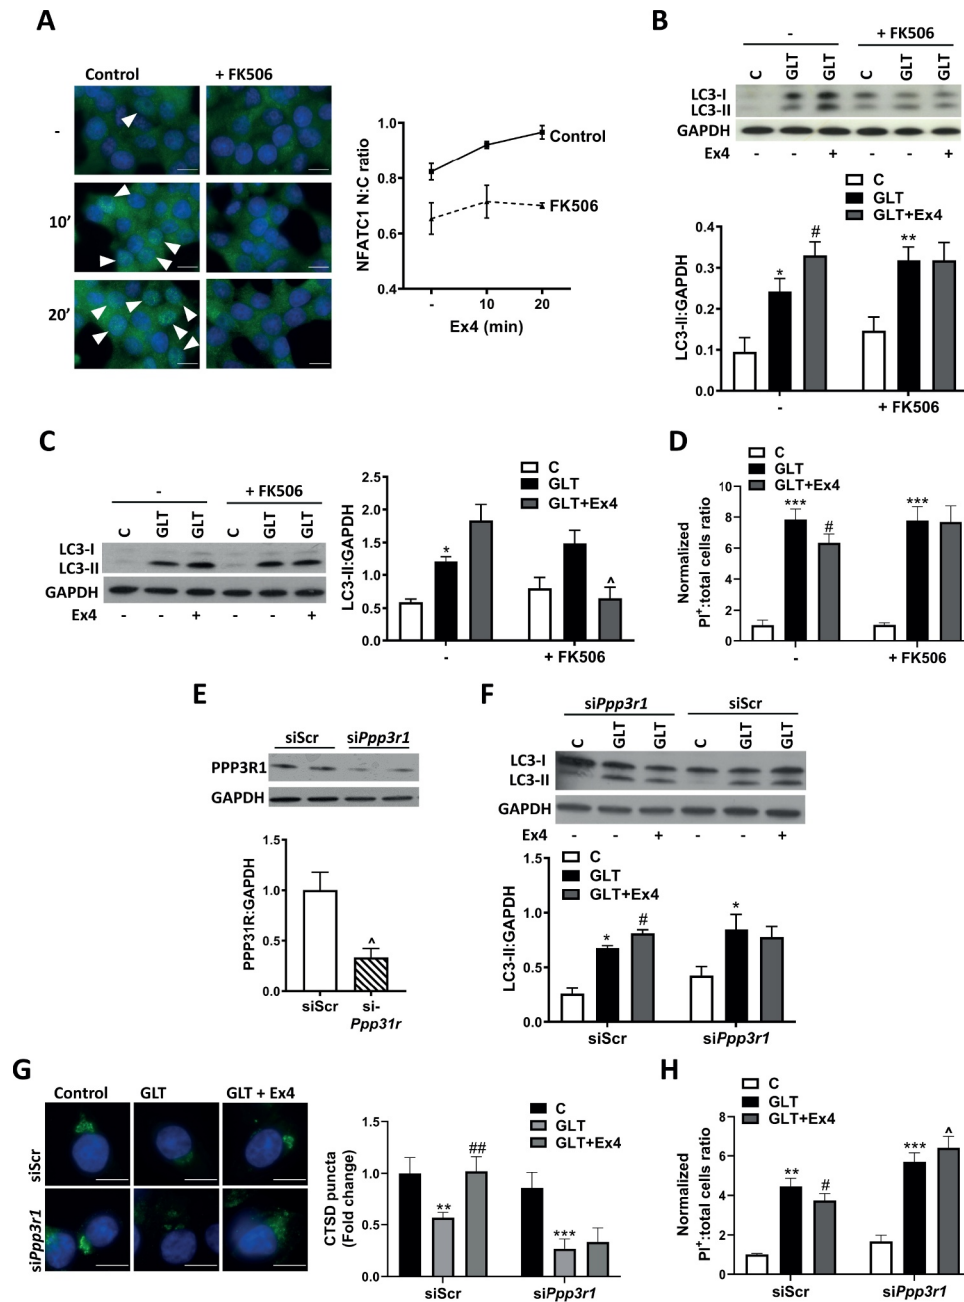 A
Control
+ FK506
-
10'
20'
NFATC1 N:C ratio
1.0
0.8
0.6
0.4
Control
FK506
-
10
20
Ex4 (min)
B
-
+ FK506
C
GLT
GLT
C
GLT
GLT
LC3-I
LC3-II
GAPDH
Ex4
-
-
+
-
-
+
C
GLT
GLT+Ex4
LC3-II:GAPDH
0.4
0.3
0.2
0.1
0.0
*
#
**
-
+ FK506
C
-
+ FK506
C
GLT
GLT
C
GLT
GLT
LC3-I
LC3-II
GAPDH
Ex4
-
-
+
-
-
+
LC3-II:GAPDH
2.5
2.0
1.5
1.0
0.5
0.0
C
GLT
GLT+Ex4
*
^
-
+ FK506
D
C
GLT
GLT+Ex4
Normalized
PI+:total cells ratio
10
8
6
4
2
0
***
#
***
-
+ FK506
E
siScr
siPpp3r1
PPP3R1
GAPDH
PPP31R:GAPDH
1.5
1.0
0.5
0.0
^
siScr
si-
Ppp31r
F
siPpp3r1
siScr
C
GLT
GLT
C
GLT
GLT
LC3-I
LC3-II
GAPDH
Ex4
-
-
+
-
-
+
C
GLT
GLT+Ex4
LC3-II:GAPDH
1.5
1.0
0.5
0.0
*
#
*
siScr
siPpp3r1
G
Control
GLT
GLT + Ex4
siScr
siPpp3r1
CTSD puncta
(Fold change)
1.5
1.0
0.5
0.0
C
GLT
GLT+Ex4
**
##
***
siScr
siPpp3r1
H
C
GLT
GLT+Ex4
Normalized
PI+:total cells ratio
8
6
4
2
0
**
#
***
^
siScr
siPpp3r1